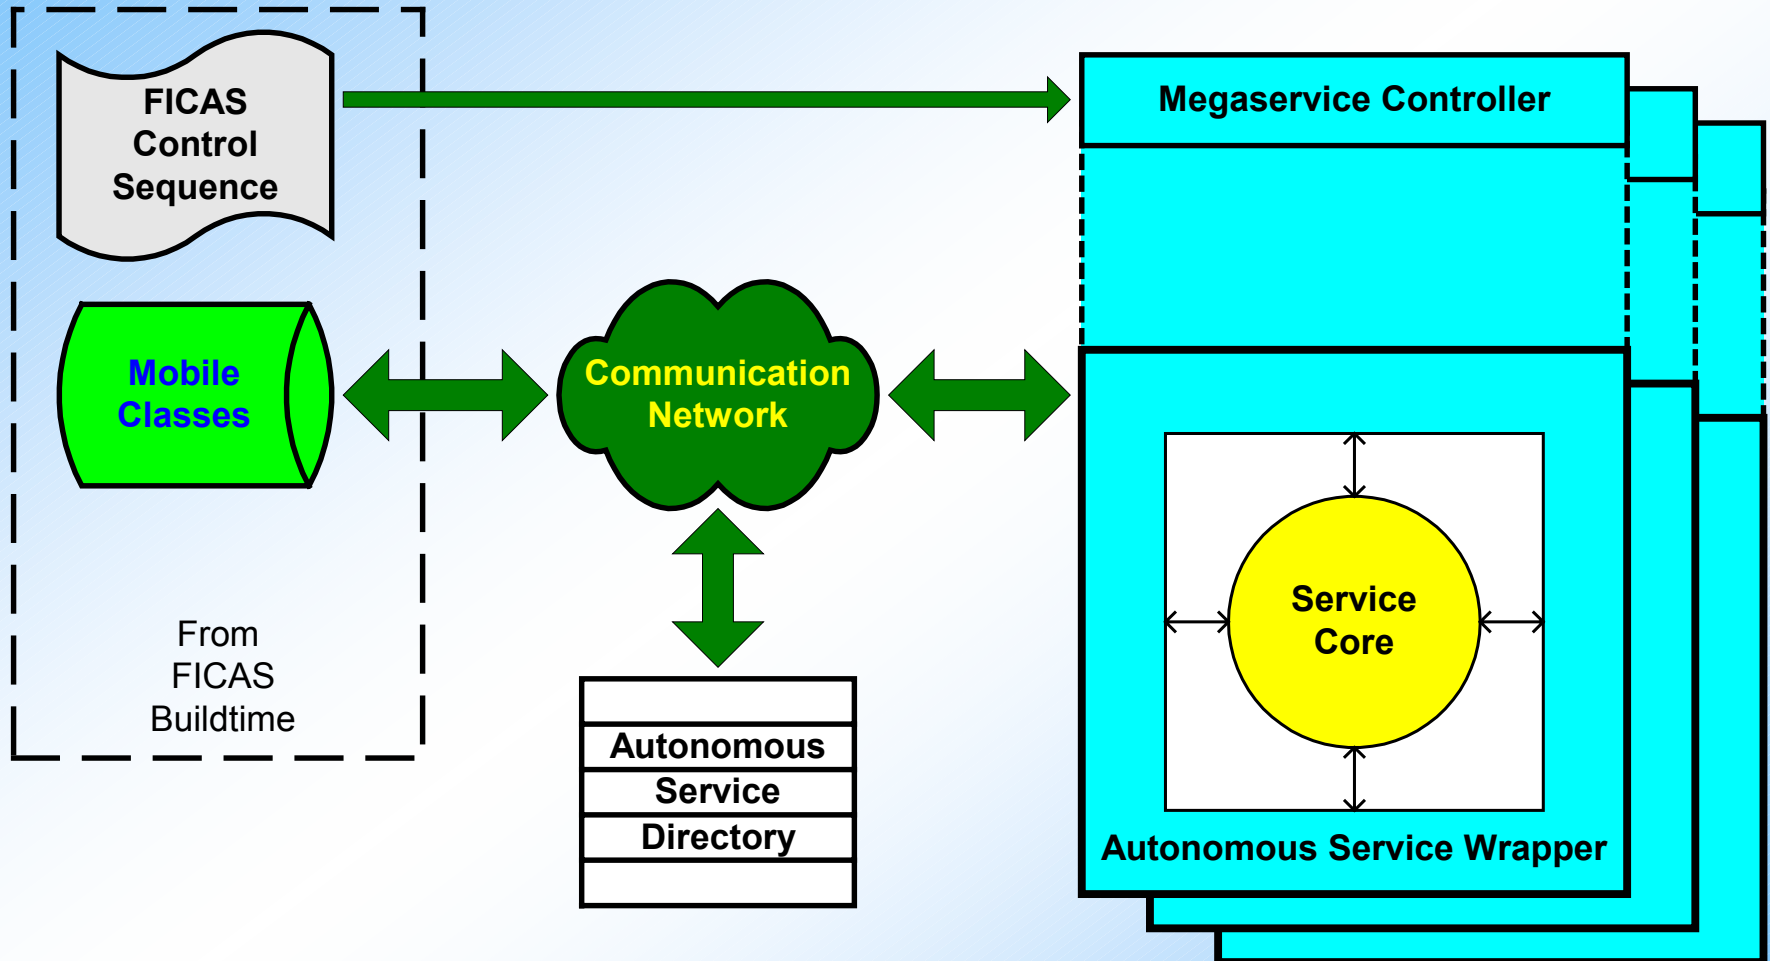 FICAS
Control
Sequence
Megaservice Controller
Mobile
Classes
Communication
Network
Service
Core
From
FICAS
Buildtime
Autonomous
Service
Directory
Autonomous Service Wrapper